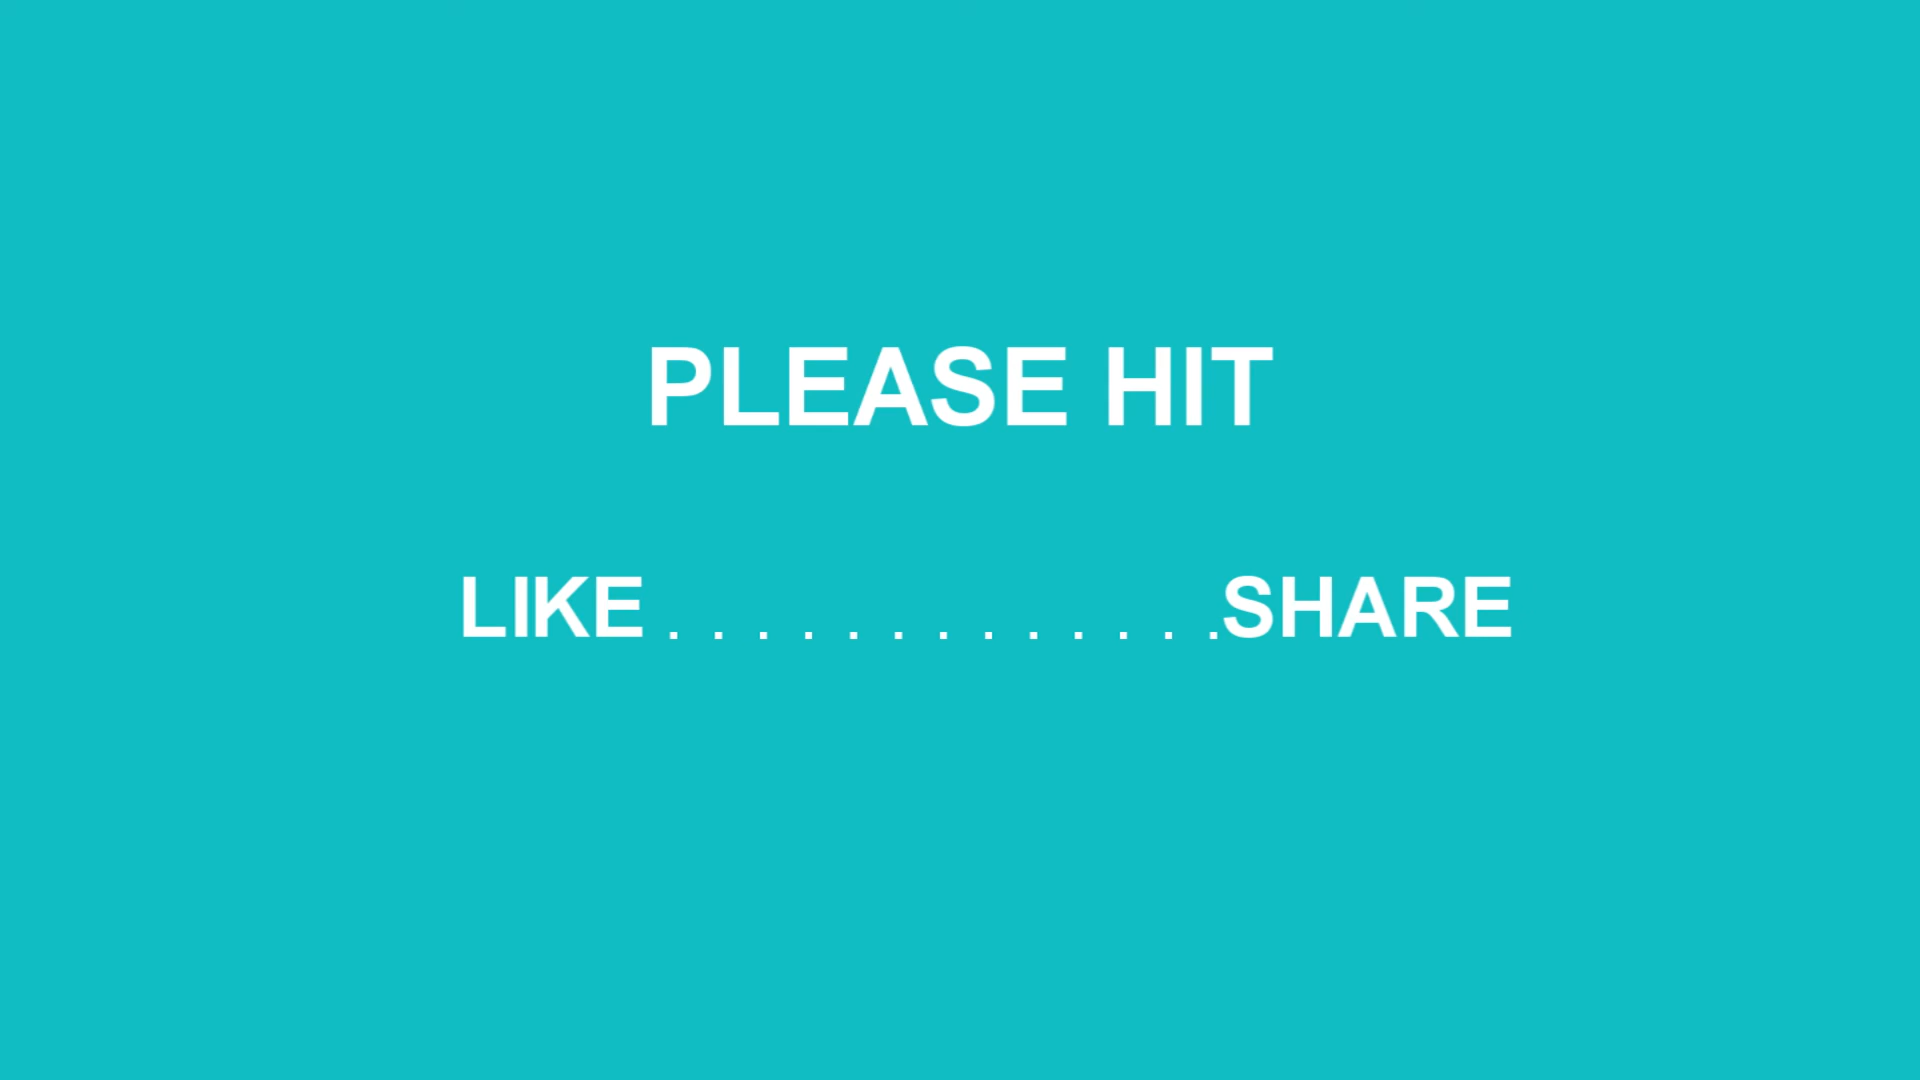 PLEASE HIT
LIKE . . . . . . . . . . . . .SHARE